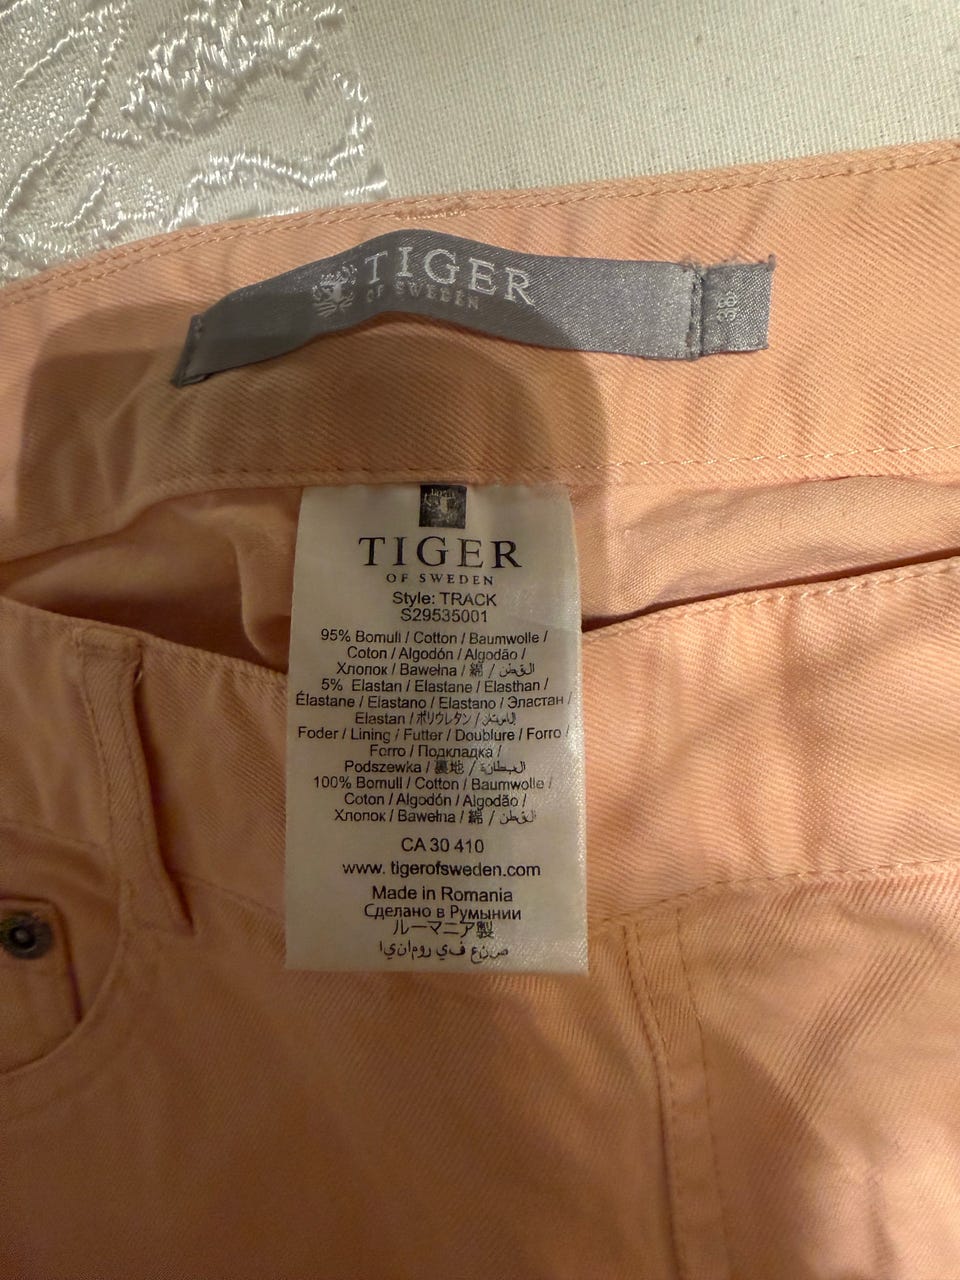 TIGER
OF SWEDEN
38
TIGER
OF SWEDEN
Style: TRACK
S29535001
95% Bomull / Cotton / Baumwolle /
Coton / Algodón / Algodão /
Хлопок / Bawełna / 綿 / القطن
5% Elastan / Elastane / Elasthan /
Élastane / Elastano / Elastano / Эластан /
Elastan / ポリウレタン / إلاستان
Foder / Lining / Futter / Doublure / Forro /
Forro / Подкладка /
Podszewka / 裏地 / البطانة
100% Bomull / Cotton / Baumwolle /
Coton / Algodón / Algodão /
Хлопок / Bawełna / 綿 / القطن
CA 30 410
www. tigerofsweden.com
Made in Romania
Сделано в Румынии
ルーマニア製
صنع في رومانيا